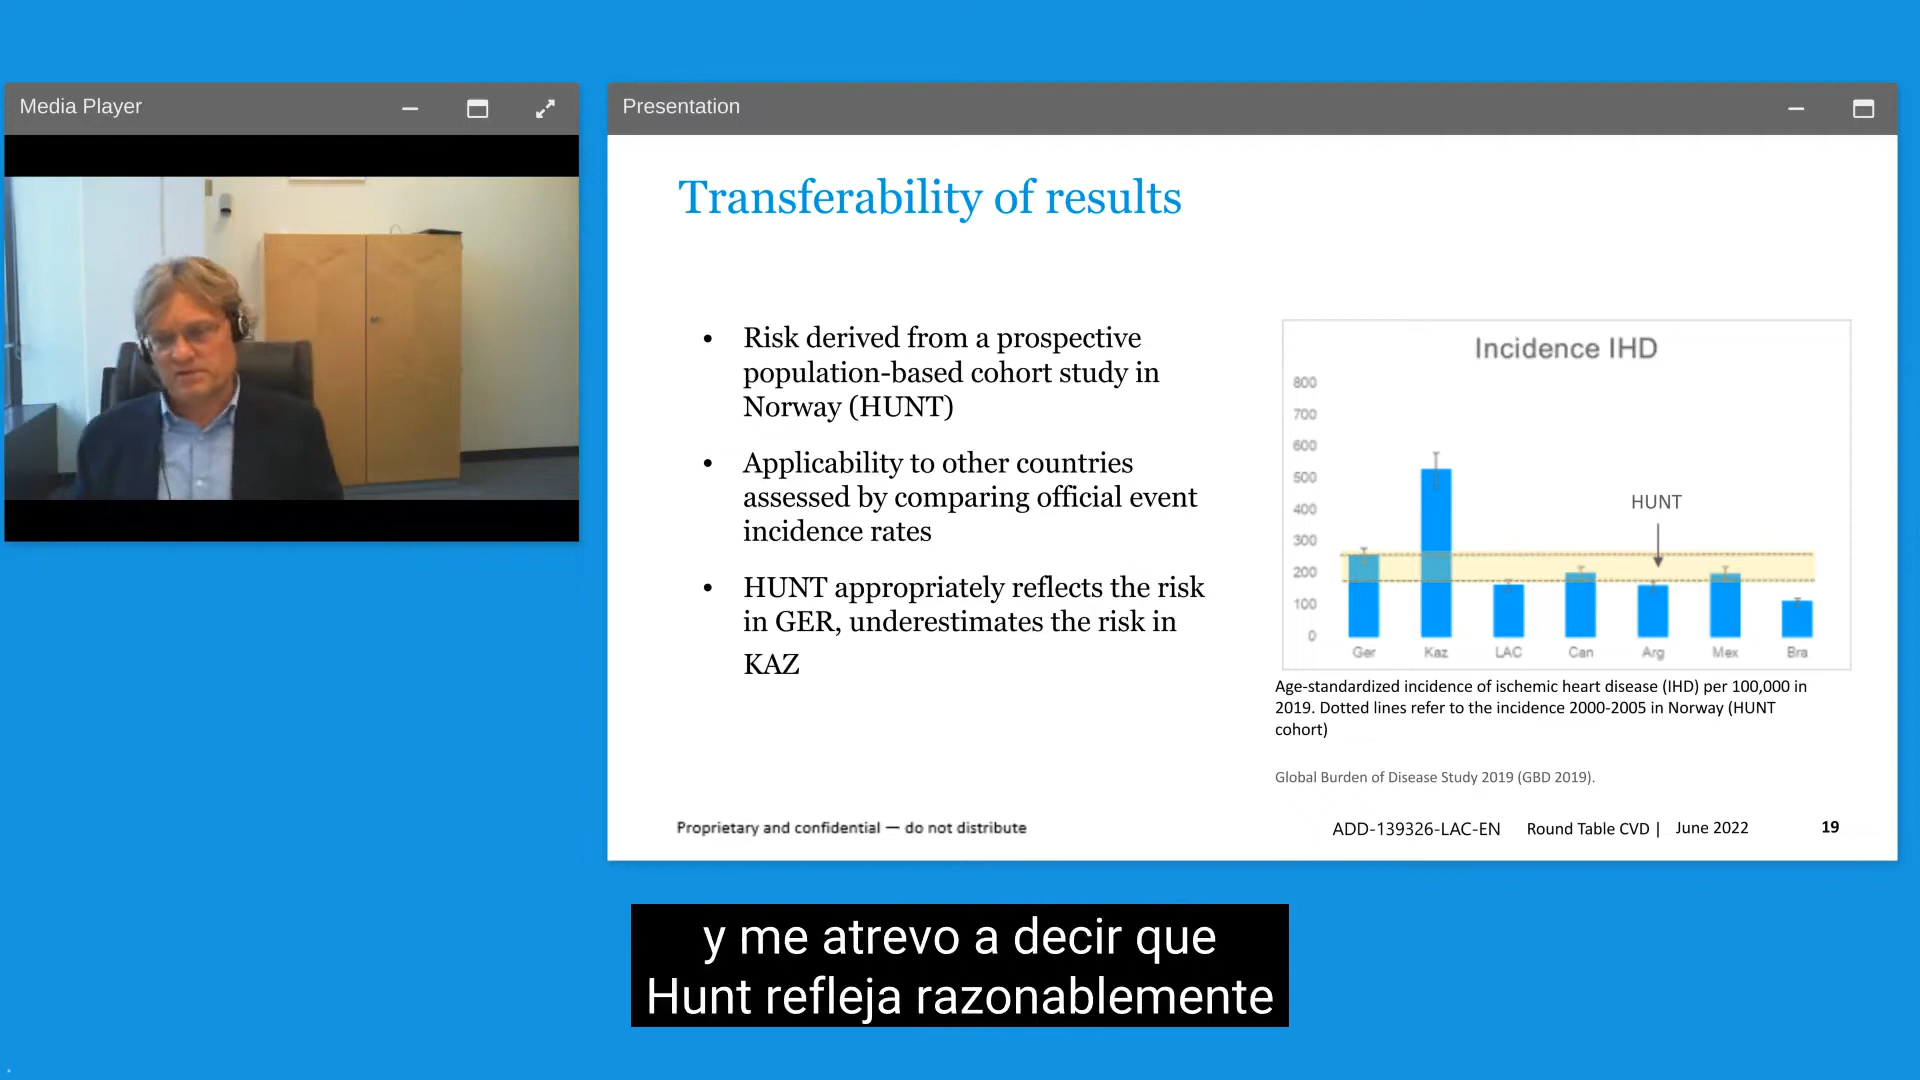 Media Player
Presentation
Transferability of results
• Risk derived from a prospective
population-based cohort study in
Norway (HUNT)
• Applicability to other countries
assessed by comparing official event
incidence rates
• HUNT appropriately reflects the risk
in GER, underestimates the risk in
KAZ
Incidence IHD
800
700
600
500
400
300
200
100
0
HUNT
Ger Kaz LAC Can Arg Mex Bra
Age-standardized incidence of ischemic heart disease (IHD) per 100,000 in
2019. Dotted lines refer to the incidence 2000-2005 in Norway (HUNT
cohort)
Global Burden of Disease Study 2019 (GBD 2019).
Proprietary and confidential — do not distribute
ADD-139326-LAC-EN Round Table CVD | June 2022 19
y me atrevo a decir que
Hunt refleja razonablemente